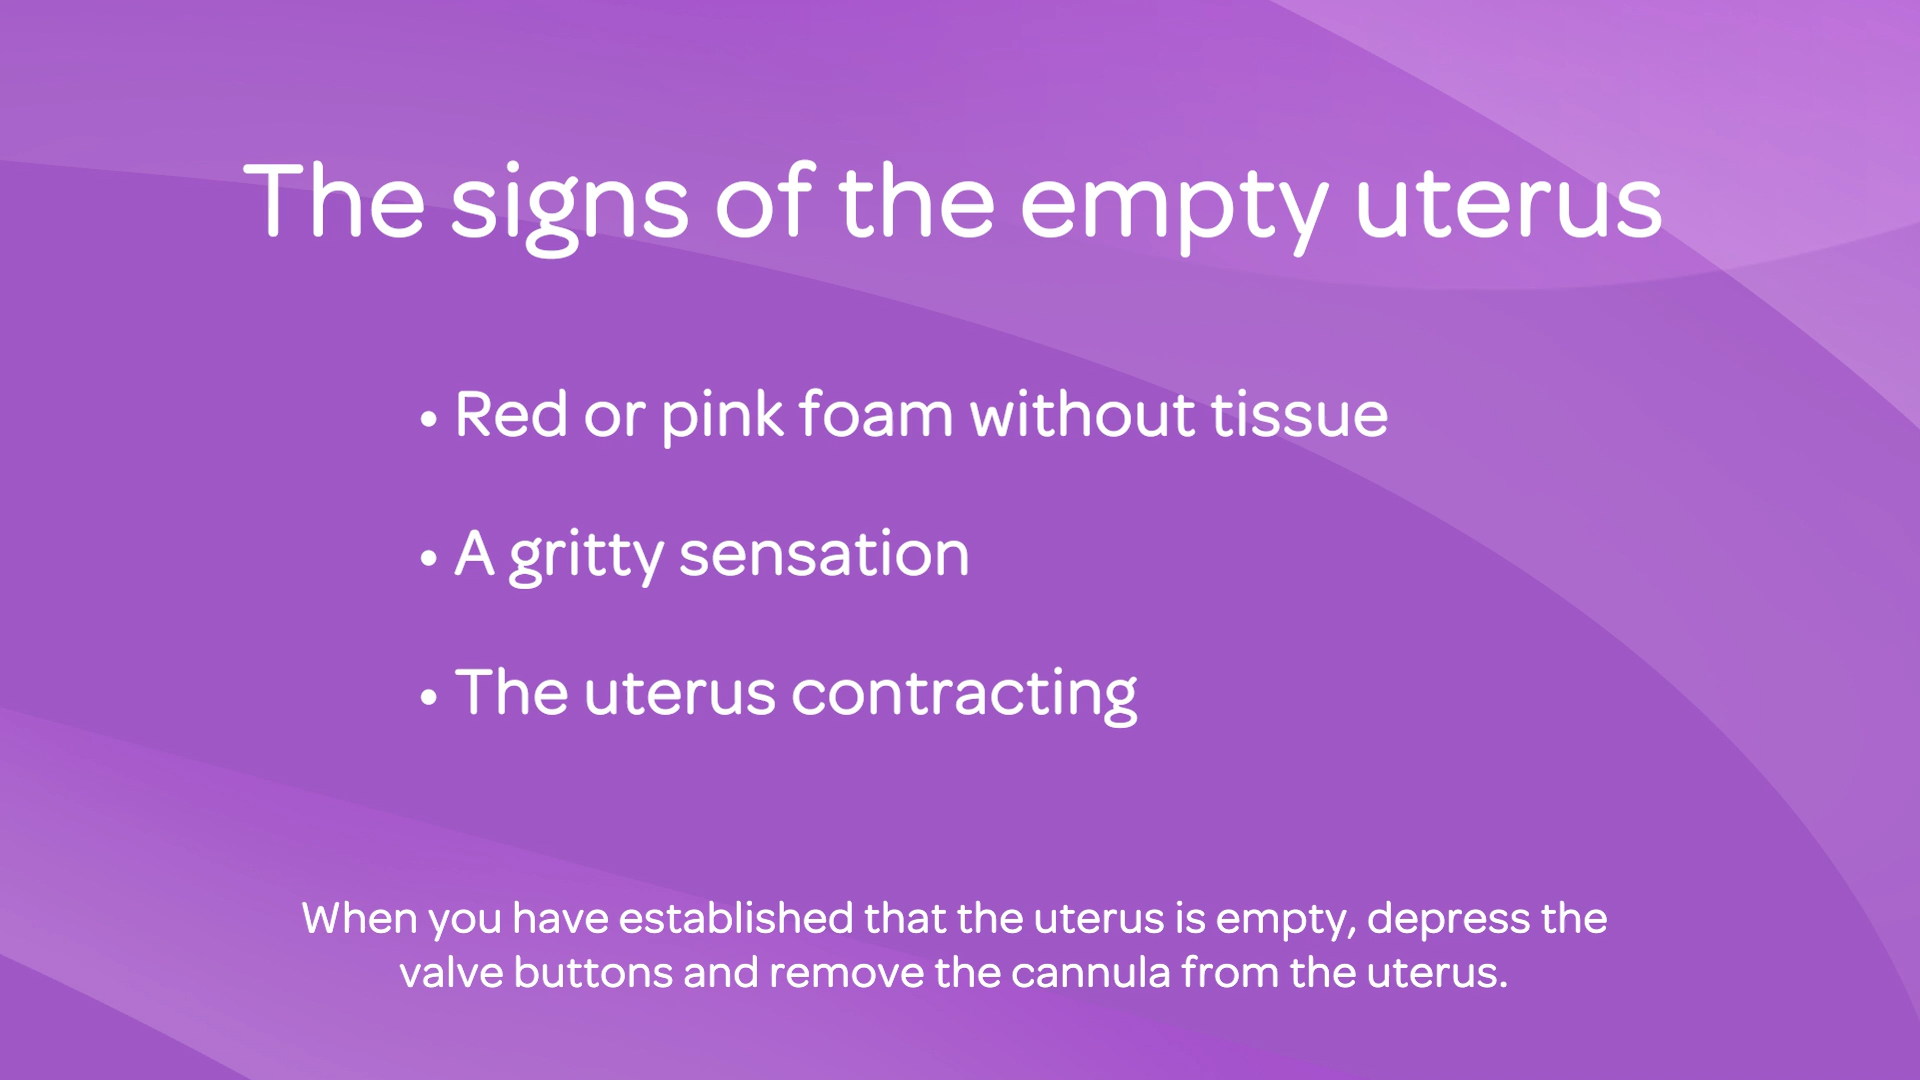 The signs of the empty uterus
• Red or pink foam without tissue
• A gritty sensation
• The uterus contracting
When you have established that the uterus is empty, depress the
valve buttons and remove the cannula from the uterus.